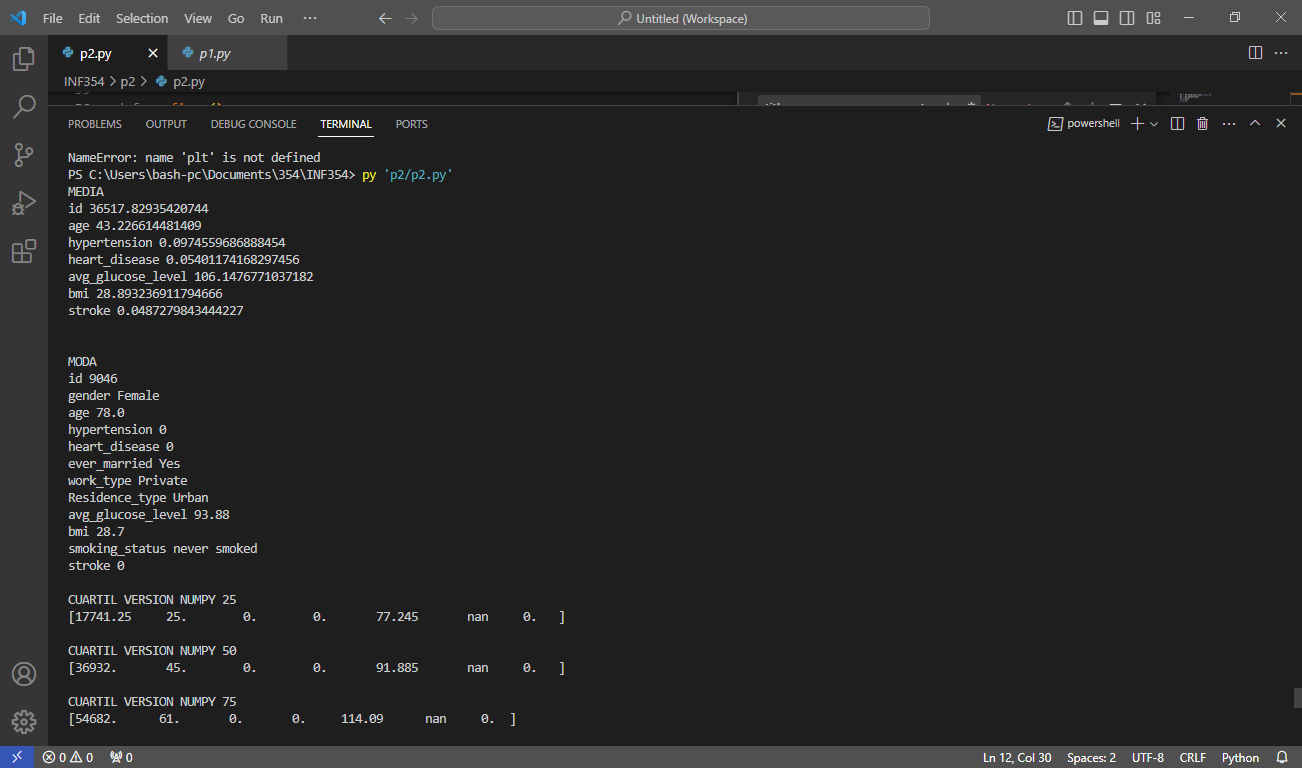 File Edit Selection View Go Run ··· Untitled (Workspace)
p2.py p1.py
INF354 > p2 > p2.py
PROBLEMS OUTPUT DEBUG CONSOLE TERMINAL PORTS powershell
NameError: name 'plt' is not defined
PS C:\Users\bash-pc\Documents\354\INF354> py 'p2/p2.py'
MEDIA
id 36517.82935420744
age 43.226614481409
hypertension 0.0974559686888454
heart_disease 0.05401174168297456
avg_glucose_level 106.1476771037182
bmi 28.893236911794666
stroke 0.0487279843444227
MODA
id 9046
gender Female
age 78.0
hypertension 0
heart_disease 0
ever_married Yes
work_type Private
Residence_type Urban
avg_glucose_level 93.88
bmi 28.7
smoking_status never smoked
stroke 0
CUARTIL VERSION NUMPY 25
[17741.25 25. 0. 0. 77.245 nan 0. ]
CUARTIL VERSION NUMPY 50
[36932. 45. 0. 0. 91.885 nan 0. ]
CUARTIL VERSION NUMPY 75
[54682. 61. 0. 0. 114.09 nan 0. ]
0 0 0 Ln 12, Col 30 Spaces: 2 UTF-8 CRLF Python